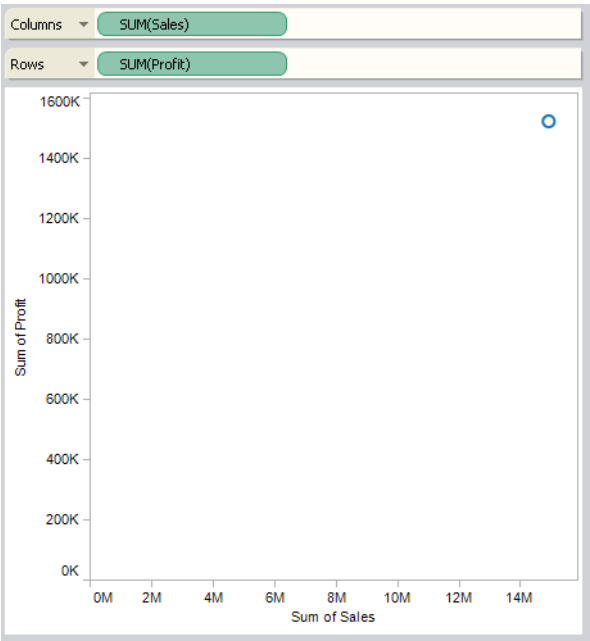 Columns SUM(Sales)
Rows SUM(Profit)
1600K
1400K
1200K
1000K
800K
600K
400K
200K
0K
Sum of Profit
0M 2M 4M 6M 8M 10M 12M 14M
Sum of Sales